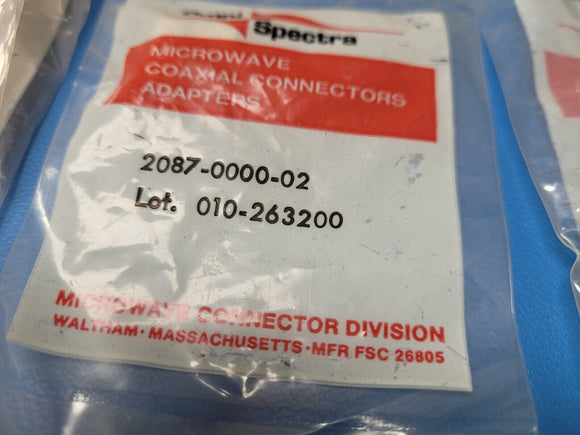 Omni
Spectra
MICROWAVE
COAXIAL CONNECTORS
ADAPTERS
2087-0000-02
Lot. 010-263200
MICROWAVE CONNECTOR DIVISION
WALTHAM·MASSACHUSETTS·MFR FSC 26805